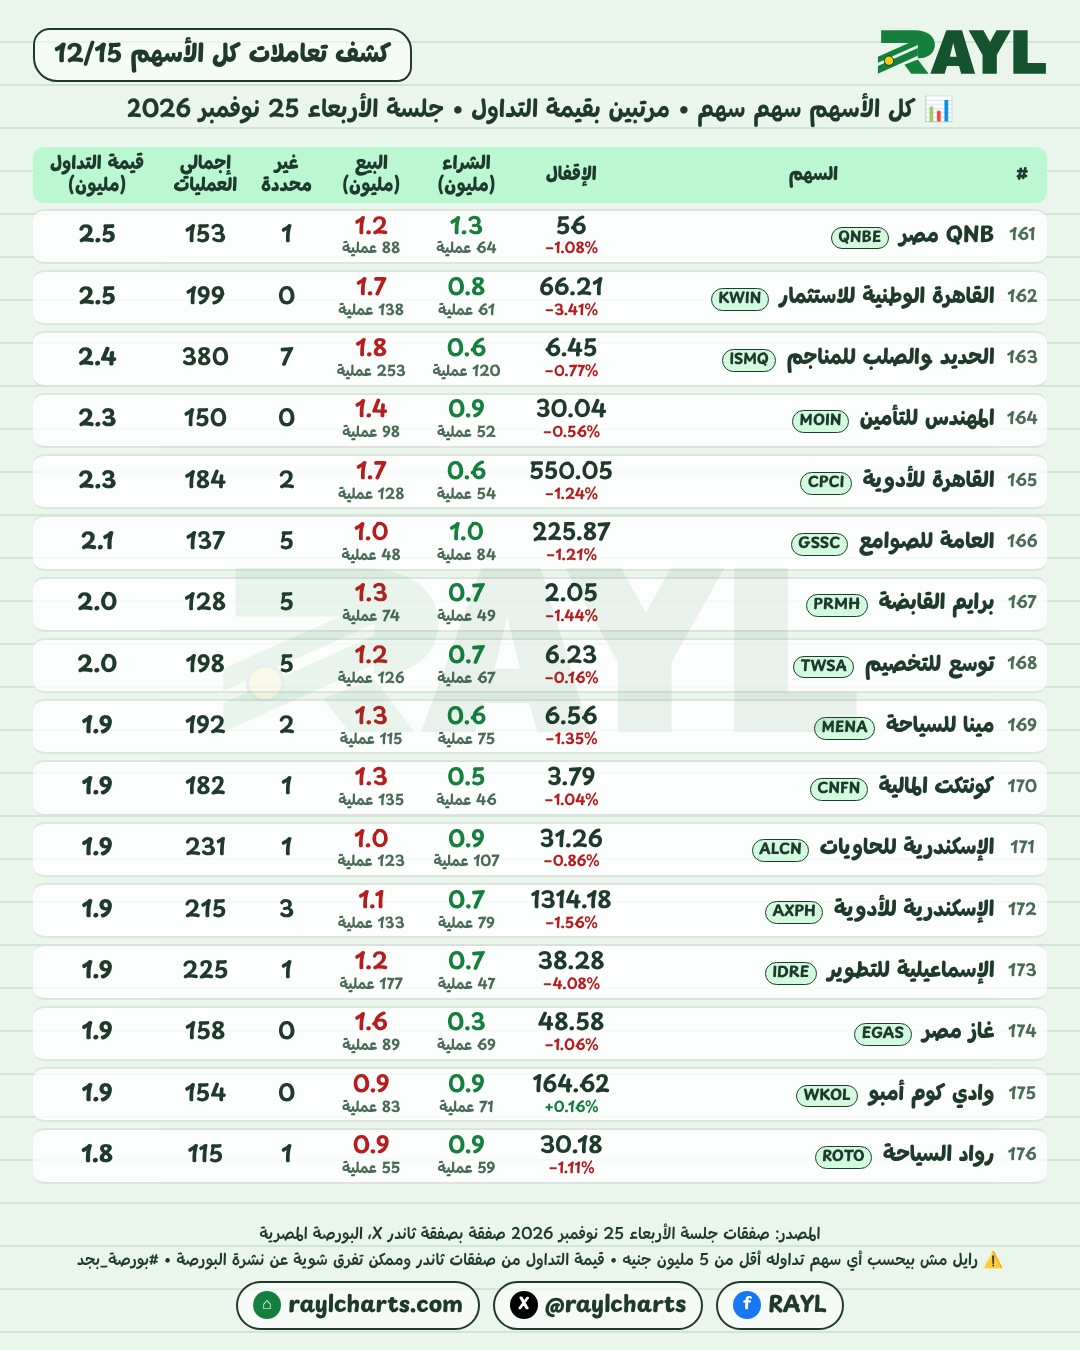 كشف تعاملات كل الأسهم 12/15
RAYL
📊 كل الأسهم سهم سهم • مرتبين بقيمة التداول • جلسة الأربعاء 25 نوفمبر 2026
# السهم الإقفال الشراء (مليون) البيع (مليون) غير محددة إجمالي العمليات قيمة التداول (مليون)
161 QNB مصر QNBE 56 1.3 1.2 1 153 2.5
−1.08% 64 عملية 88 عملية
162 القاهرة الوطنية للاستثمار KWIN 66.21 0.8 1.7 0 199 2.5
−3.41% 61 عملية 138 عملية
163 الحديد والصلب للمناجم ISMQ 6.45 0.6 1.8 7 380 2.4
−0.77% 120 عملية 253 عملية
164 المهندس للتأمين MOIN 30.04 0.9 1.4 0 150 2.3
−0.56% 52 عملية 98 عملية
165 القاهرة للأدوية CPCI 550.05 0.6 1.7 2 184 2.3
−1.24% 54 عملية 128 عملية
166 العامة للصوامع GSSC 225.87 1.0 1.0 5 137 2.1
−1.21% 84 عملية 48 عملية
167 برايم القابضة PRMH 2.05 0.7 1.3 5 128 2.0
−1.44% 49 عملية 74 عملية
168 توسع للتخصيم TWSA 6.23 0.7 1.2 5 198 2.0
−0.16% 67 عملية 126 عملية
169 مينا للسياحة MENA 6.56 0.6 1.3 2 192 1.9
−1.35% 75 عملية 115 عملية
170 كونتكت المالية CNFN 3.79 0.5 1.3 1 182 1.9
−1.04% 46 عملية 135 عملية
171 الإسكندرية للحاويات ALCN 31.26 0.9 1.0 1 231 1.9
−0.86% 107 عملية 123 عملية
172 الإسكندرية للأدوية AXPH 1314.18 0.7 1.1 3 215 1.9
−1.56% 79 عملية 133 عملية
173 الإسماعيلية للتطوير IDRE 38.28 0.7 1.2 1 225 1.9
−4.08% 47 عملية 177 عملية
174 غاز مصر EGAS 48.58 0.3 1.6 0 158 1.9
−1.06% 69 عملية 89 عملية
175 وادي كوم أمبو WKOL 164.62 0.9 0.9 0 154 1.9
+0.16% 71 عملية 83 عملية
176 رواد السياحة ROTO 30.18 0.9 0.9 1 115 1.8
−1.11% 59 عملية 55 عملية
RAYL
المصدر: صفقات جلسة الأربعاء 25 نوفمبر 2026 صفقة بصفقة ثاندر X، البورصة المصرية
⚠️ رايل مش بيحسب أي سهم تداوله أقل من 5 مليون جنيه • قيمة التداول من صفقات ثاندر وممكن تفرق شوية عن نشرة البورصة • #بورصة_بجد
raylcharts.com X @raylcharts f RAYL